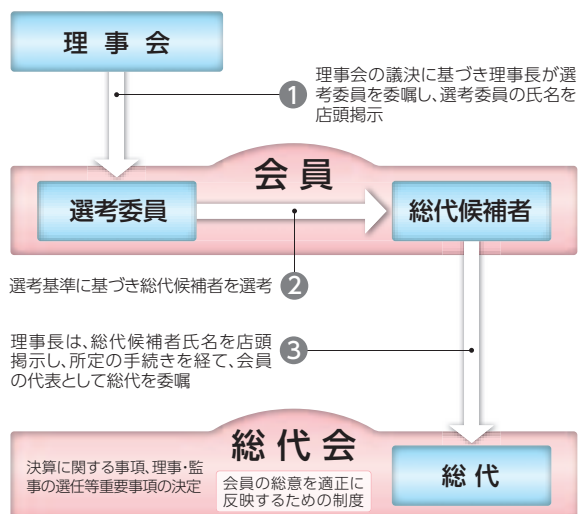 理事会
1
理事会の議決に基づき理事長が選
考委員を委嘱し、選考委員の氏名を
店頭掲示
会員
選考委員
総代候補者
選考基準に基づき総代候補者を選考
2
理事長は、総代候補者氏名を店頭
掲示し、所定の手続きを経て、会員
の代表として総代を委嘱
3
総代会
決算に関する事項、理事・監
事の選任等重要事項の決定
会員の総意を適正に
反映するための制度
総代